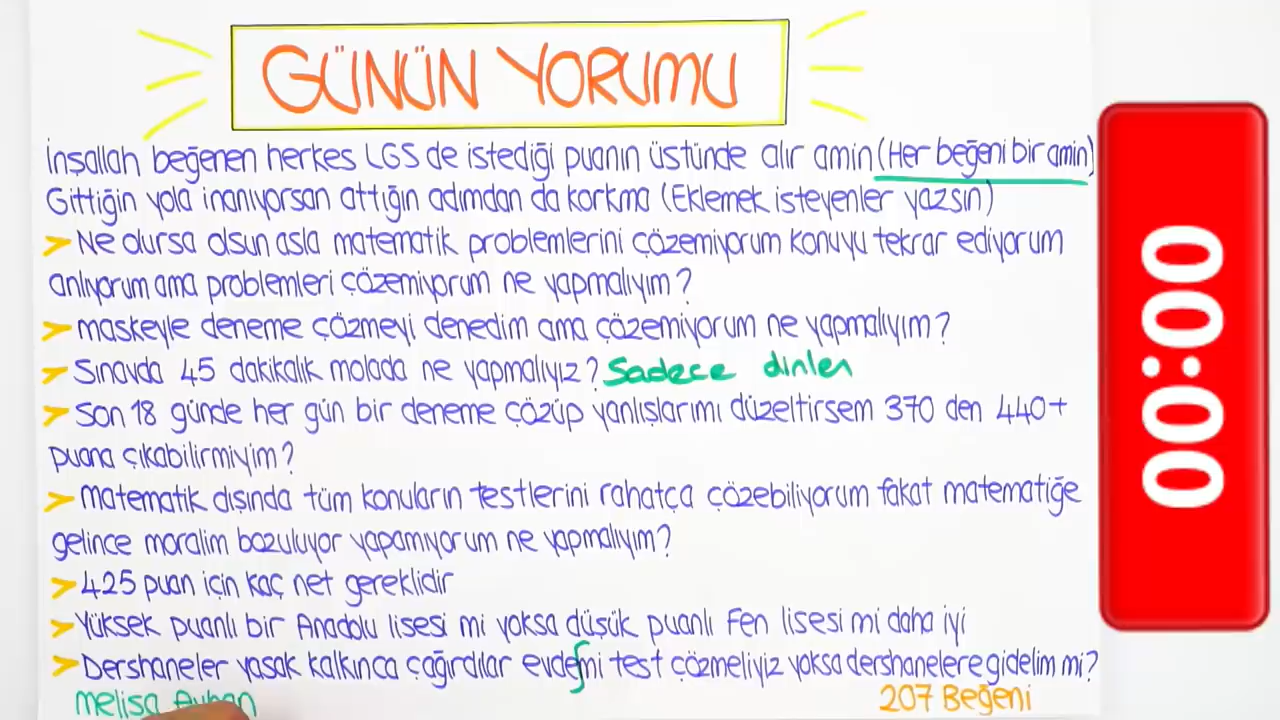 GÜNÜN YORUMU
İnşallah beğenen herkes LGS de istediği puanın üstünde alır amin (Her beğeni bir amin)
Gittiğin yola inanıyorsan attığın adımdan da korkma (Eklemek isteyenler yazsın)
➤ Ne olursa olsun asla matematik problemlerini çözemiyorum konuyu tekrar ediyorum
anlıyorum ama problemleri çözemiyorum ne yapmalıyım?
➤ maskeyle deneme çözmeyi denedim ama çözemiyorum ne yapmalıyım?
➤ Sınavda 45 dakikalık molada ne yapmalıyız? Sadece dinlen
➤ Son 18 günde her gün bir deneme çözüp yanlışlarımı düzeltirsem 370 den 440+
puana çıkabilirmiyim?
➤ matematik dışında tüm konuların testlerini rahatça çözebiliyorum fakat matematiğe
gelince moralim bozuluyor yapamıyorum ne yapmalıyım?
➤ 425 puan için kaç net gereklidir
➤ Yüksek puanlı bir Anadolu lisesi mi yoksa düşük puanlı Fen lisesi mi daha iyi
➤ Dershaneler yasak kalkınca çağırdılar evde mi test çözmeliyiz yoksa dershanelere gidelim mi?
melisa
207 Beğeni
00:00